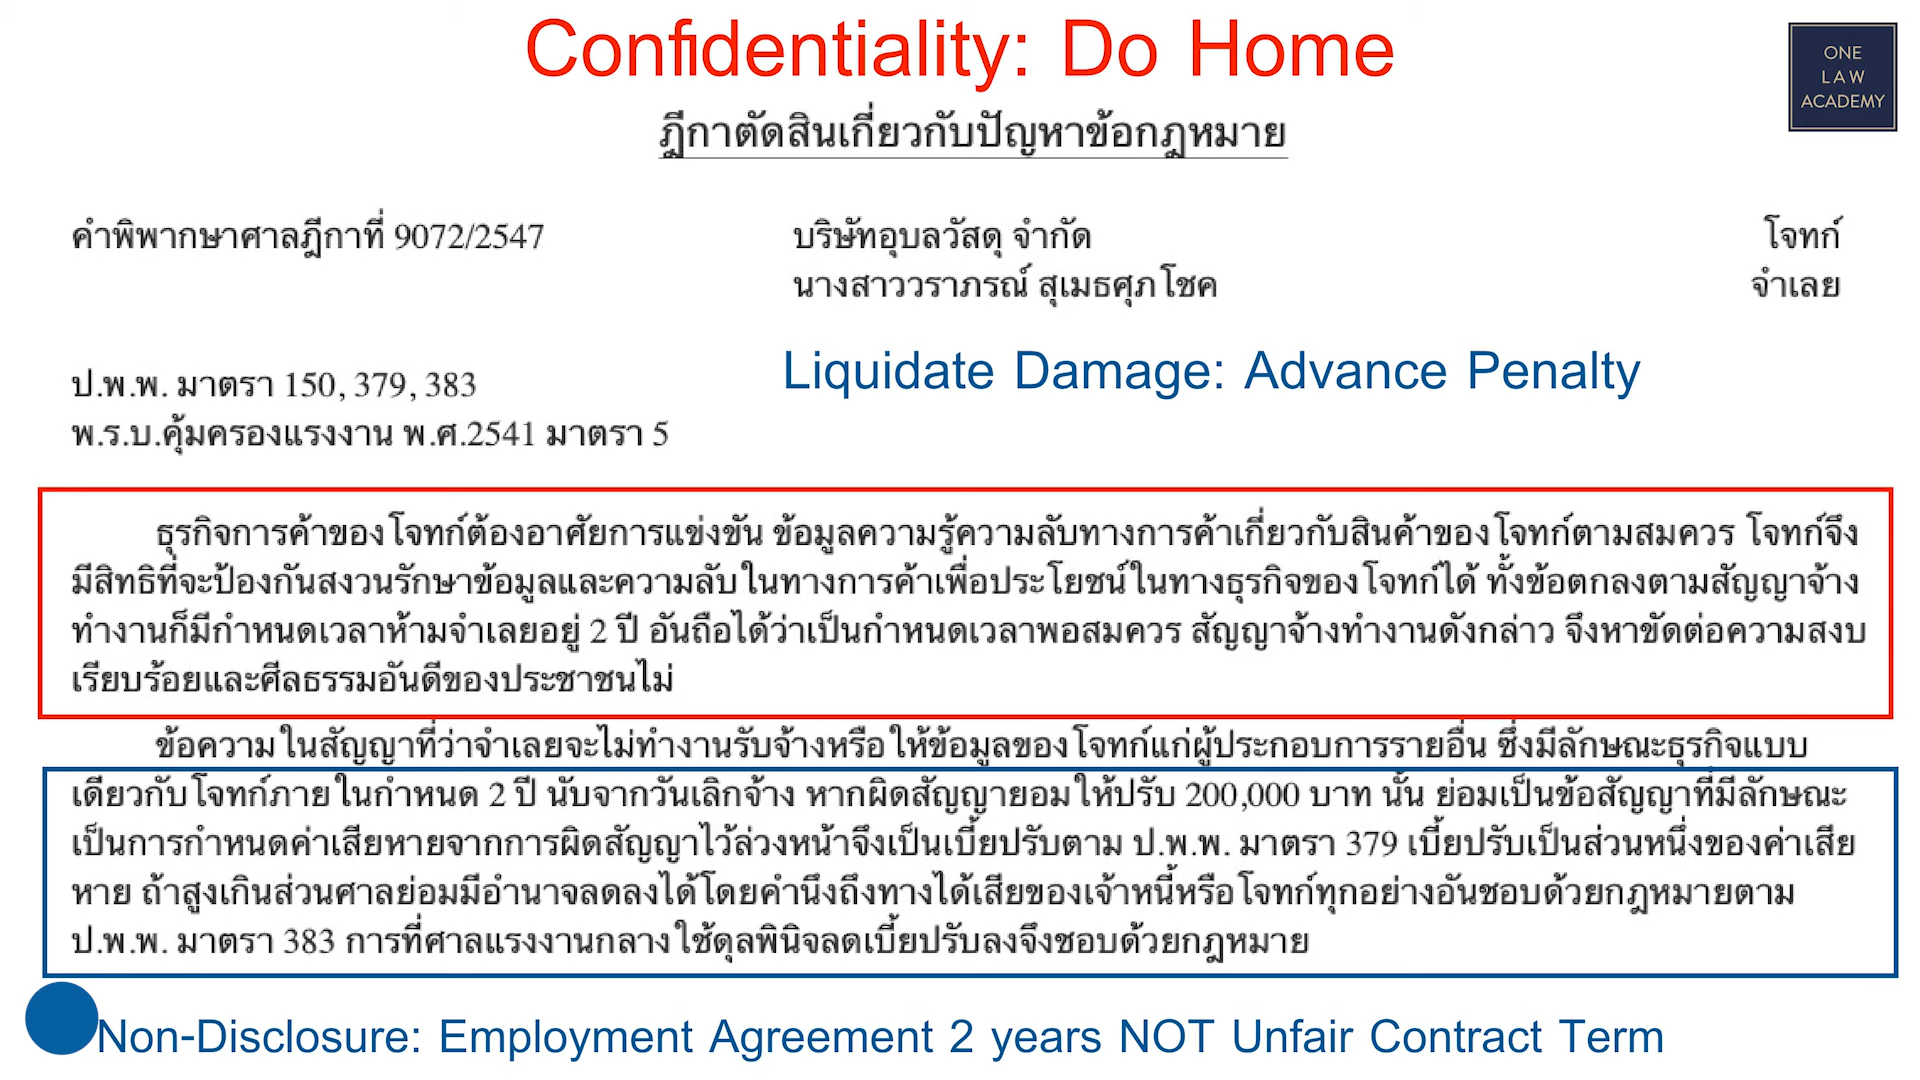 Confidentiality: Do Home
ONE
LAW
ACADEMY
ฎีกาตัดสินเกี่ยวกับปัญหาข้อกฎหมาย
คำพิพากษาศาลฎีกาที่ 9072/2547 บริษัทอุบลวัสดุ จำกัด โจทก์
นางสาววราภรณ์ สุเมธศุภโชค จำเลย
Liquidate Damage: Advance Penalty
ป.พ.พ. มาตรา 150, 379, 383
พ.ร.บ.คุ้มครองแรงงาน พ.ศ.2541 มาตรา 5
ธุรกิจการค้าของโจทก์ต้องอาศัยการแข่งขัน ข้อมูลความรู้ความลับทางการค้าเกี่ยวกับสินค้าของโจทก์ตามสมควร โจทก์จึง
มีสิทธิที่จะป้องกันสงวนรักษาข้อมูลและความลับในทางการค้าเพื่อประโยชน์ในทางธุรกิจของโจทก์ได้ ทั้งข้อตกลงตามสัญญาจ้าง
ทำงานก็มีกำหนดเวลาห้ามจำเลยอยู่ 2 ปี อันถือได้ว่าเป็นกำหนดเวลาพอสมควร สัญญาจ้างทำงานดังกล่าว จึงหาขัดต่อความสงบ
เรียบร้อยและศีลธรรมอันดีของประชาชนไม่
ข้อความในสัญญาที่ว่าจำเลยจะไม่ทำงานรับจ้างหรือให้ข้อมูลของโจทก์แก่ผู้ประกอบการรายอื่น ซึ่งมีลักษณะธุรกิจแบบ
เดียวกับโจทก์ภายในกำหนด 2 ปี นับจากวันเลิกจ้าง หากผิดสัญญายอมให้ปรับ 200,000 บาท นั้น ย่อมเป็นข้อสัญญาที่มีลักษณะ
เป็นการกำหนดค่าเสียหายจากการผิดสัญญาไว้ล่วงหน้าจึงเป็นเบี้ยปรับตาม ป.พ.พ. มาตรา 379 เบี้ยปรับเป็นส่วนหนึ่งของค่าเสีย
หาย ถ้าสูงเกินส่วนศาลย่อมมีอำนาจลดลงได้โดยคำนึงถึงทางได้เสียของเจ้าหนี้หรือโจทก์ทุกอย่างอันชอบด้วยกฎหมายตาม
ป.พ.พ. มาตรา 383 การที่ศาลแรงงานกลางใช้ดุลพินิจลดเบี้ยปรับลงจึงชอบด้วยกฎหมาย
Non-Disclosure: Employment Agreement 2 years NOT Unfair Contract Term